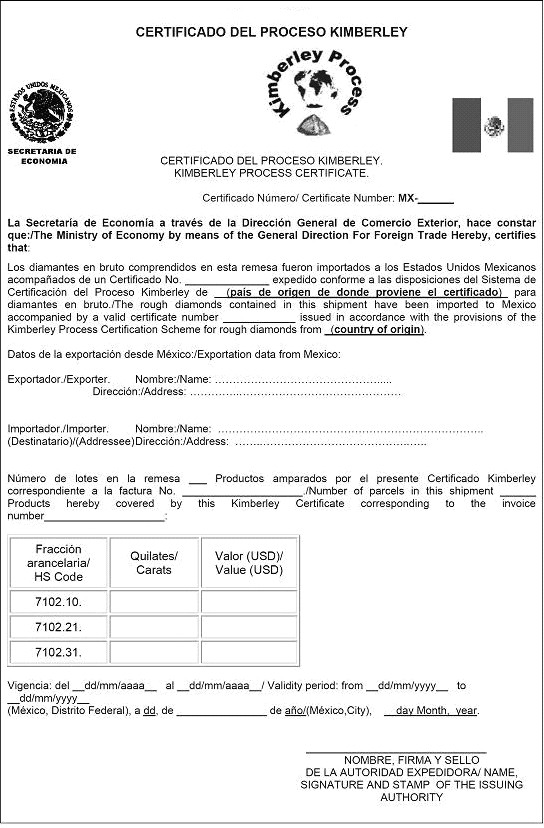 CERTIFICADO DEL PROCESO KIMBERLEY
Kimberley Process
ESTADOS UNIDOS MEXICANOS
SECRETARIA DE
ECONOMIA
CERTIFICADO DEL PROCESO KIMBERLEY.
KIMBERLEY PROCESS CERTIFICATE.
Certificado Número/ Certificate Number: MX-______
La Secretaría de Economía a través de la Dirección General de Comercio Exterior, hace constar
que:/The Ministry of Economy by means of the General Direction For Foreign Trade Hereby, certifies
that:
Los diamantes en bruto comprendidos en esta remesa fueron importados a los Estados Unidos Mexicanos
acompañados de un Certificado No. ______________ expedido conforme a las disposiciones del Sistema de
Certificación del Proceso Kimberley de _(país de origen de donde proviene el certificado)_ para
diamantes en bruto./The rough diamonds contained in this shipment have been imported to Mexico
accompanied by a valid certificate number ____________ issued in accordance with the provisions of the
Kimberley Process Certification Scheme for rough diamonds from _(country of origin).
Datos de la exportación desde México:/Exportation data from Mexico:
Exportador./Exporter. Nombre:/Name: ……………………………………….....
Dirección:/Address: …………..……………………………………
Importador./Importer. Nombre:/Name: ………………………………………………………………..
(Destinatario)/(Addressee)Dirección:/Address: ……..…………………………………..…..
Número de lotes en la remesa ___ Productos amparados por el presente Certificado Kimberley
correspondiente a la factura No. ____________________./Number of parcels in this shipment ______
Products hereby covered by this Kimberley Certificate corresponding to the invoice
number____________________:
Fracción
arancelaria/
HS Code
Quilates/
Carats
Valor (USD)/
Value (USD)
7102.10.
7102.21.
7102.31.
Vigencia: del __dd/mm/aaaa__ al __dd/mm/aaaa__/ Validity period: from __dd/mm/yyyy__ to
__dd/mm/yyyy__
(México, Distrito Federal), a dd, de _______________ de año/(México,City), __day Month, year.
NOMBRE, FIRMA Y SELLO
DE LA AUTORIDAD EXPEDIDORA/ NAME,
SIGNATURE AND STAMP OF THE ISSUING
AUTHORITY